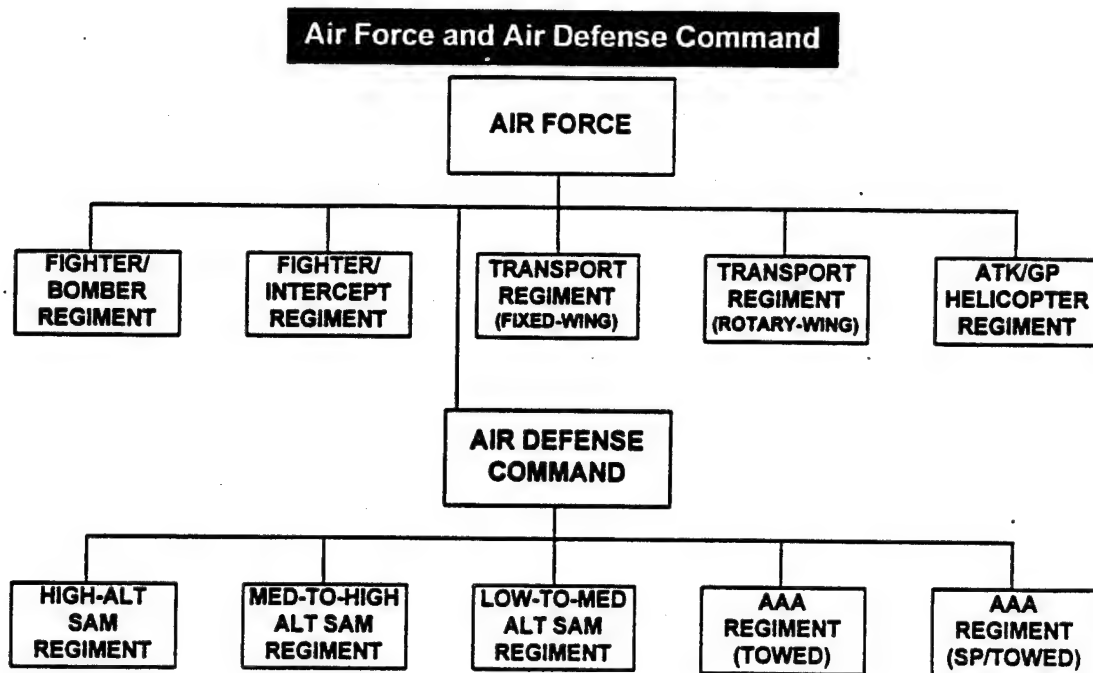 Air Force and Air Defense Command
AIR FORCE
FIGHTER/
BOMBER
REGIMENT
FIGHTER/
INTERCEPT
REGIMENT
TRANSPORT
REGIMENT
(FIXED-WING)
TRANSPORT
REGIMENT
(ROTARY-WING)
ATK/GP
HELICOPTER
REGIMENT
AIR DEFENSE
COMMAND
HIGH-ALT
SAM
REGIMENT
MED-TO-HIGH
ALT SAM
REGIMENT
LOW-TO-MED
ALT SAM
REGIMENT
AAA
REGIMENT
(TOWED)
AAA
REGIMENT
(SP/TOWED)